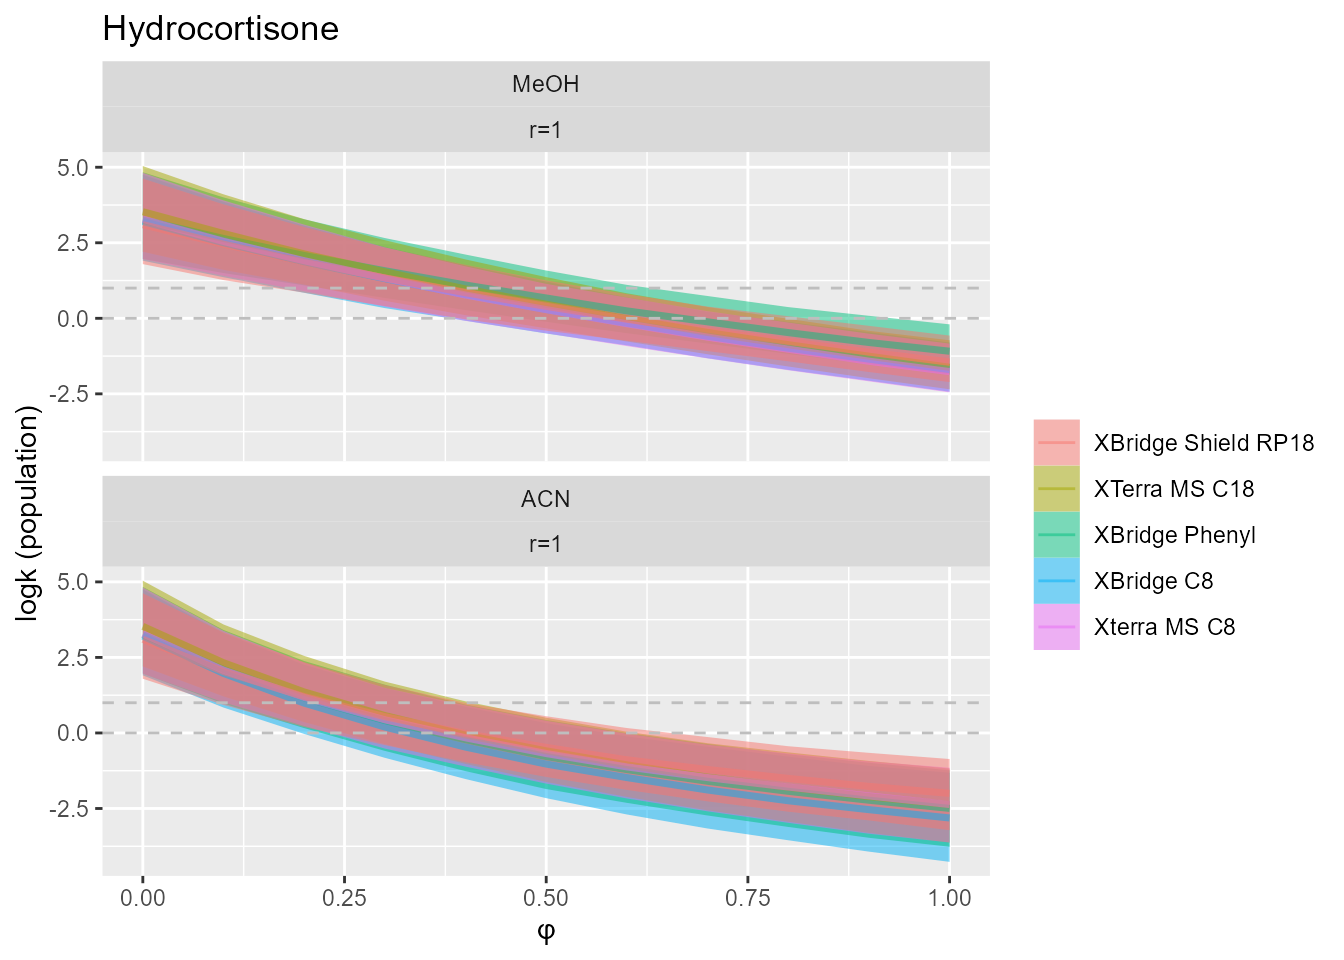 Hydrocortisone
MeOH
r=1
5.0
2.5
0.0
-2.5
ACN
r=1
5.0
2.5
0.0
-2.5
0.00 0.25 0.50 0.75 1.00
φ
logk (population)
XBridge Shield RP18
XTerra MS C18
XBridge Phenyl
XBridge C8
Xterra MS C8